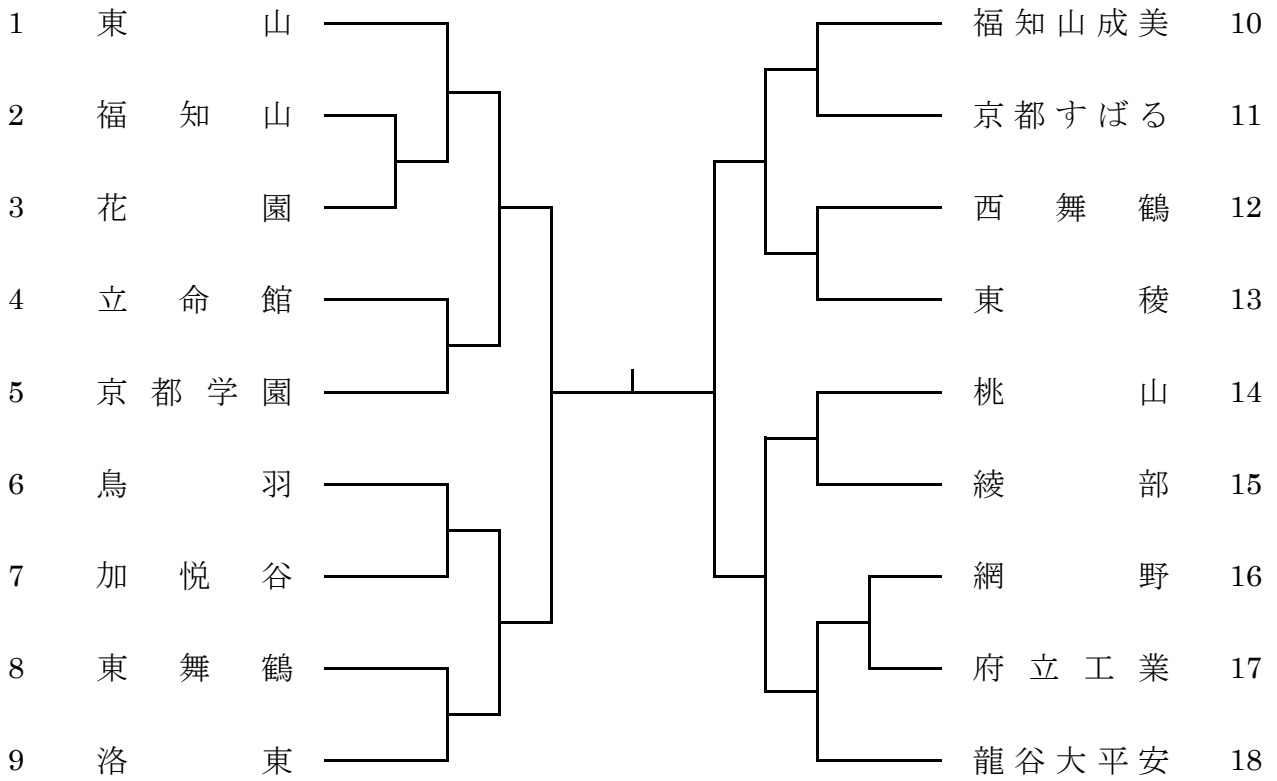 1 東山
2 福知山
3 花園
4 立命館
5 京都学園
6 鳥羽
7 加悦谷
8 東舞鶴
9 洛東
福知山成美 10
京都すばる 11
西舞鶴 12
東稜 13
桃山 14
綾部 15
網野 16
府立工業 17
龍谷大平安 18